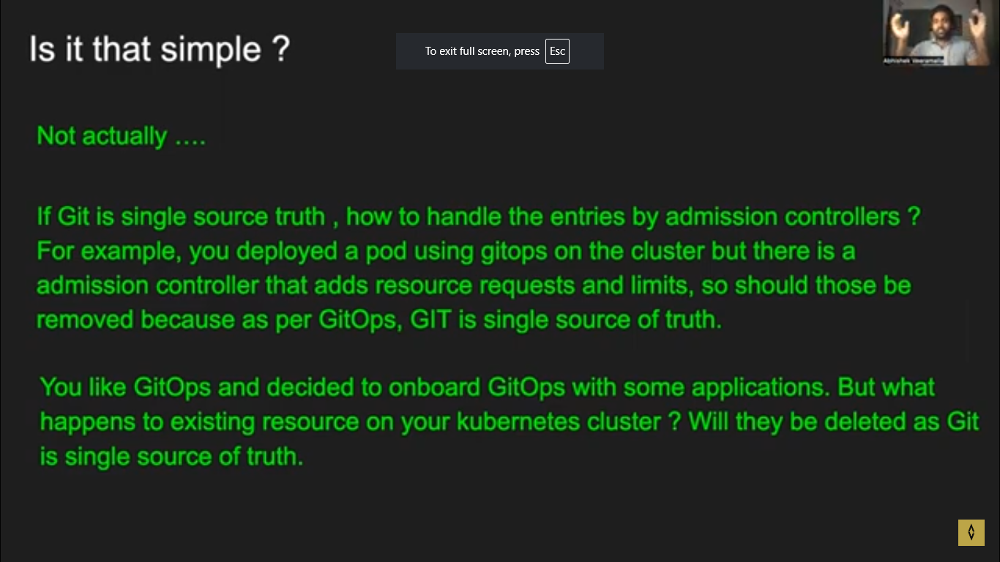 Is it that simple ?
To exit full screen, press Esc
Abhishek Veeramalla
Not actually ....
If Git is single source truth , how to handle the entries by admission controllers ?
For example, you deployed a pod using gitops on the cluster but there is a
admission controller that adds resource requests and limits, so should those be
removed because as per GitOps, GIT is single source of truth.
You like GitOps and decided to onboard GitOps with some applications. But what
happens to existing resource on your kubernetes cluster ? Will they be deleted as Git
is single source of truth.